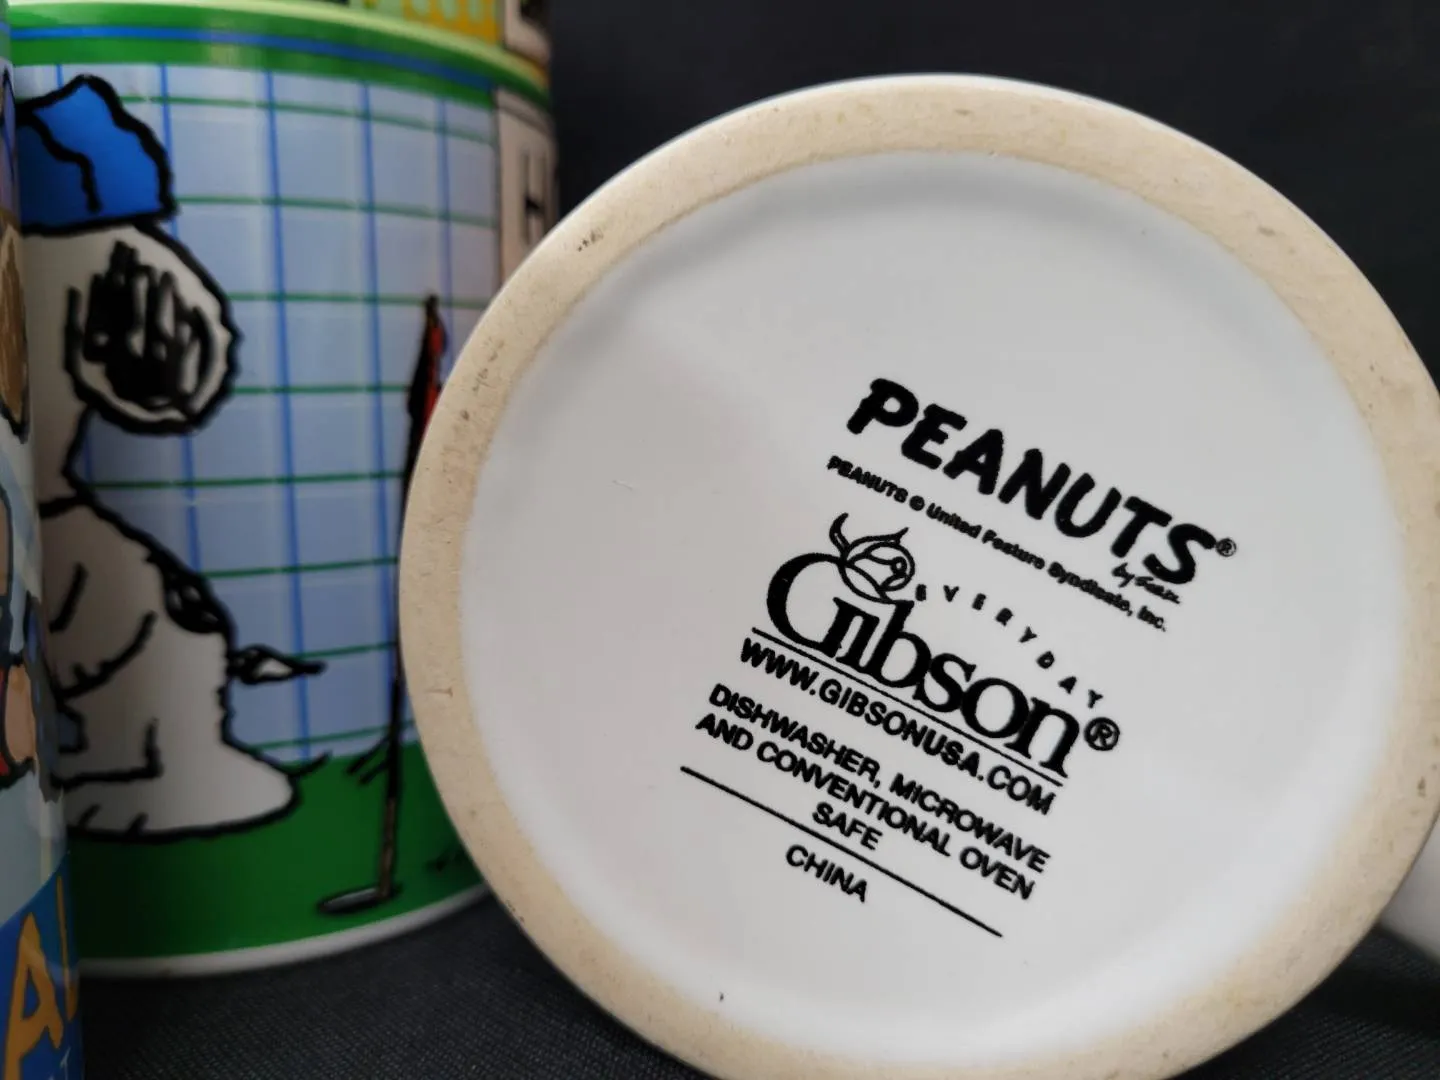 PEANUTS®
by Schulz
PEANUTS © United Feature Syndicate, Inc.
EVERYDAY
Gibson®
WWW.GIBSONUSA.COM
DISHWASHER, MICROWAVE
AND CONVENTIONAL OVEN
SAFE
CHINA
H
A!